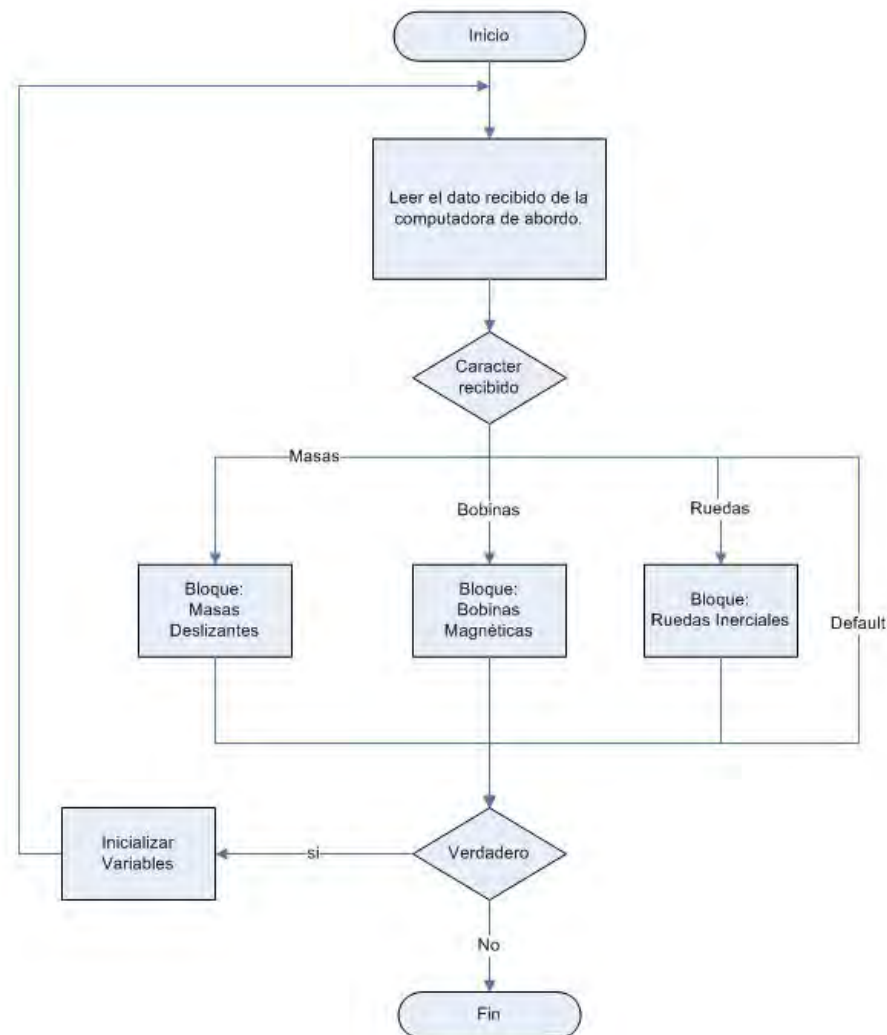 Inicio
Leer el dato recibido de la
computadora de abordo.
Caracter
recibido
Masas
Bobinas
Ruedas
Bloque:
Masas
Deslizantes
Bloque:
Bobinas
Magnéticas
Bloque:
Ruedas Inerciales
Default
Inicializar
Variables
si
Verdadero
No
Fin